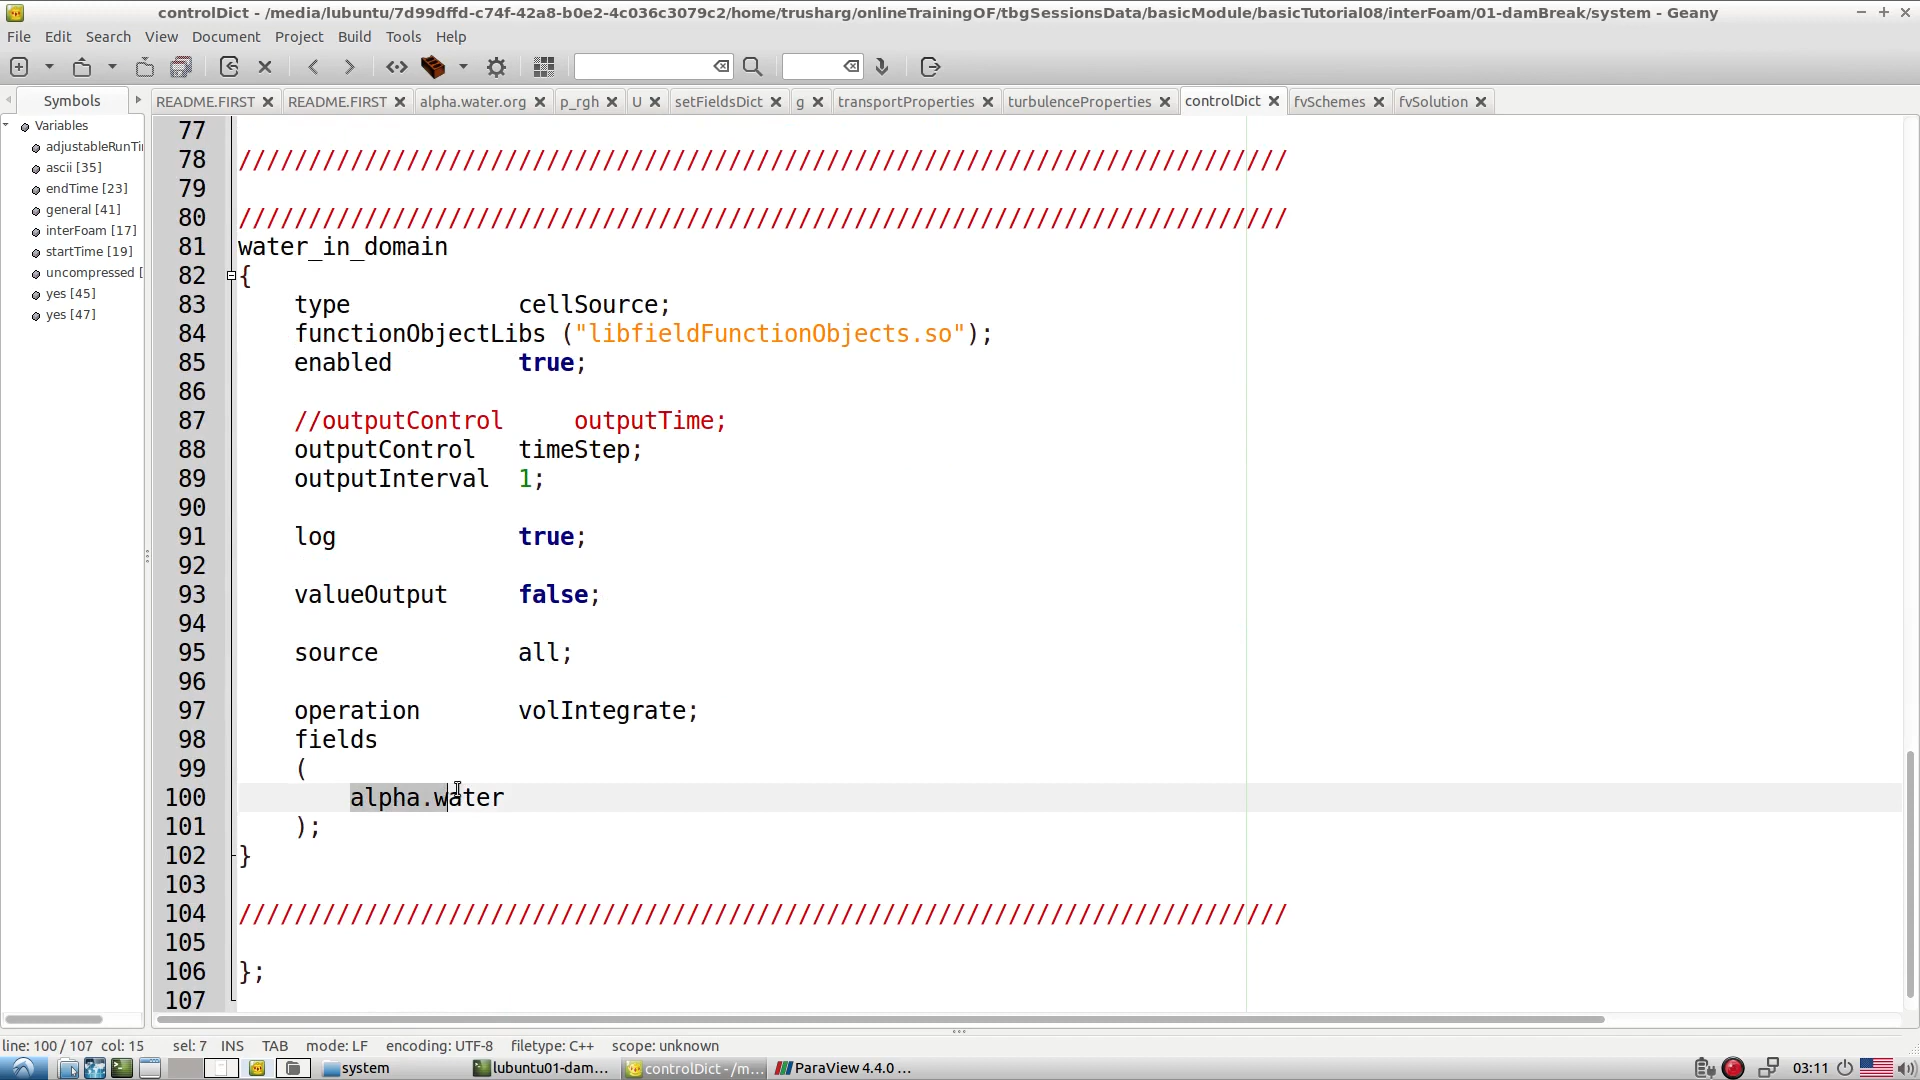 controlDict - /media/lubuntu/7d99dffd-c74f-42a8-b0e2-4c036c3079c2/home/trusharg/onlineTrainingOF/tbgSessionsData/basicModule/basicTutorial08/interFoam/01-damBreak/system - Geany
File Edit Search View Document Project Build Tools Help
Symbols README.FIRST README.FIRST alpha.water.org p_rgh U setFieldsDict g transportProperties turbulenceProperties controlDict fvSchemes fvSolution
Variables
adjustableRunTi
ascii [35]
endTime [23]
general [41]
interFoam [17]
startTime [19]
uncompressed [
yes [45]
yes [47]
77
78 ///////////////////////////////////////////////////////////////////////////
79
80 ///////////////////////////////////////////////////////////////////////////
81 water_in_domain
82 {
83 type cellSource;
84 functionObjectLibs ("libfieldFunctionObjects.so");
85 enabled true;
86
87 //outputControl outputTime;
88 outputControl timeStep;
89 outputInterval 1;
90
91 log true;
92
93 valueOutput false;
94
95 source all;
96
97 operation volIntegrate;
98 fields
99 (
100 alpha.water
101 );
102 }
103
104 ///////////////////////////////////////////////////////////////////////////
105
106 };
107
line: 100 / 107 col: 15 sel: 7 INS TAB mode: LF encoding: UTF-8 filetype: C++ scope: unknown
system lubuntu01-dam... controlDict - /m... ParaView 4.4.0 ... 03:11